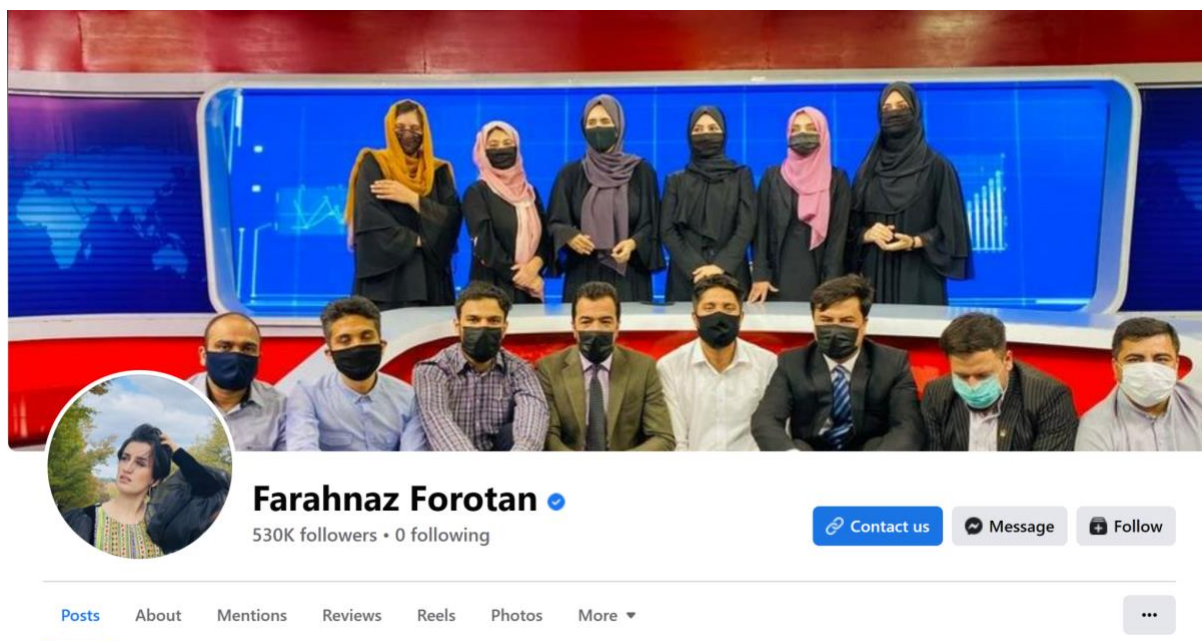 Farahnaz Forotan
530K followers • 0 following
Contact us
Message
Follow
Posts
About
Mentions
Reviews
Reels
Photos
More